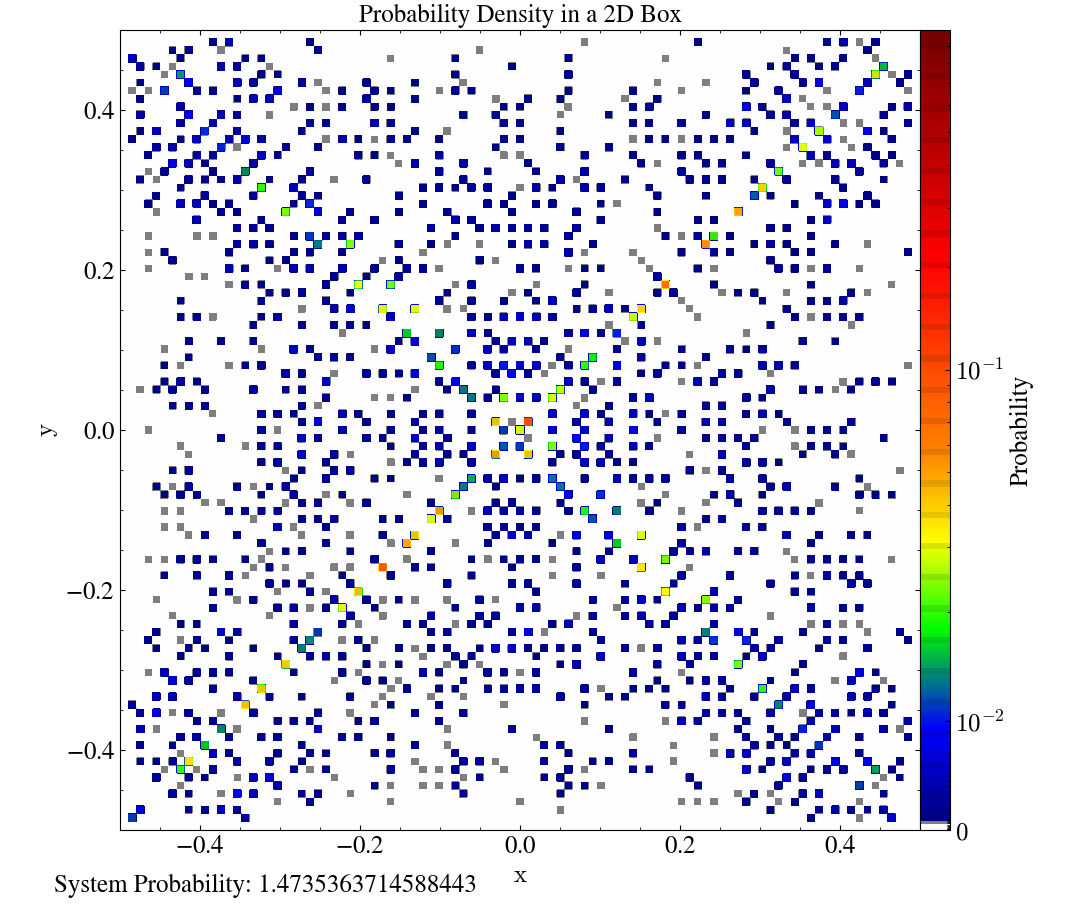 Probability Density in a 2D Box
0.4
0.2
0.0
−0.2
−0.4
y
−0.4 −0.2 0.0 0.2 0.4
x
10⁻¹
10⁻²
0
Probability
System Probability: 1.4735363714588443